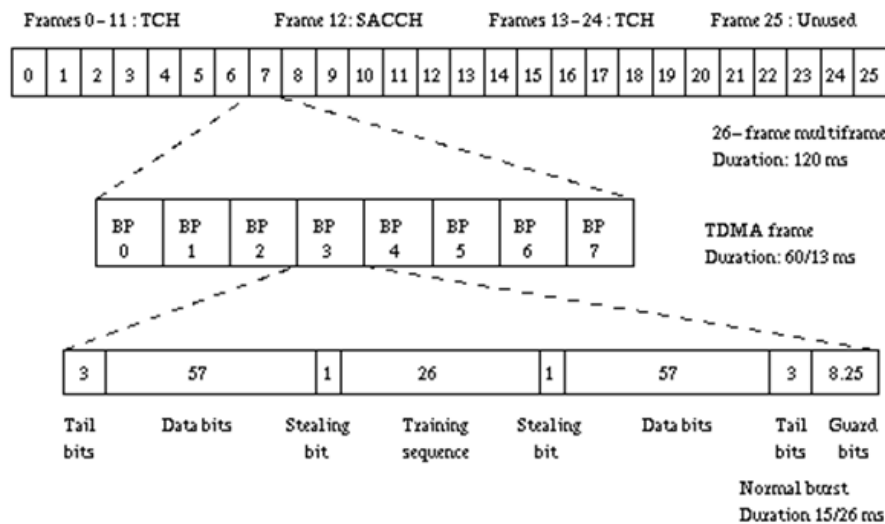 Frames 0–11 : TCH Frame 12: SACCH Frames 13–24 : TCH Frame 25 : Unused
0 1 2 3 4 5 6 7 8 9 10 11 12 13 14 15 16 17 18 19 20 21 22 23 24 25
26–frame multiframe
Duration: 120 ms
BP 0 BP 1 BP 2 BP 3 BP 4 BP 5 BP 6 BP 7
TDMA frame
Duration: 60/13 ms
3 57 1 26 1 57 3 8.25
Tail bits Data bits Stealing bit Training sequence Stealing bit Data bits Tail bits Guard bits
Normal burst
Duration 15/26 ms